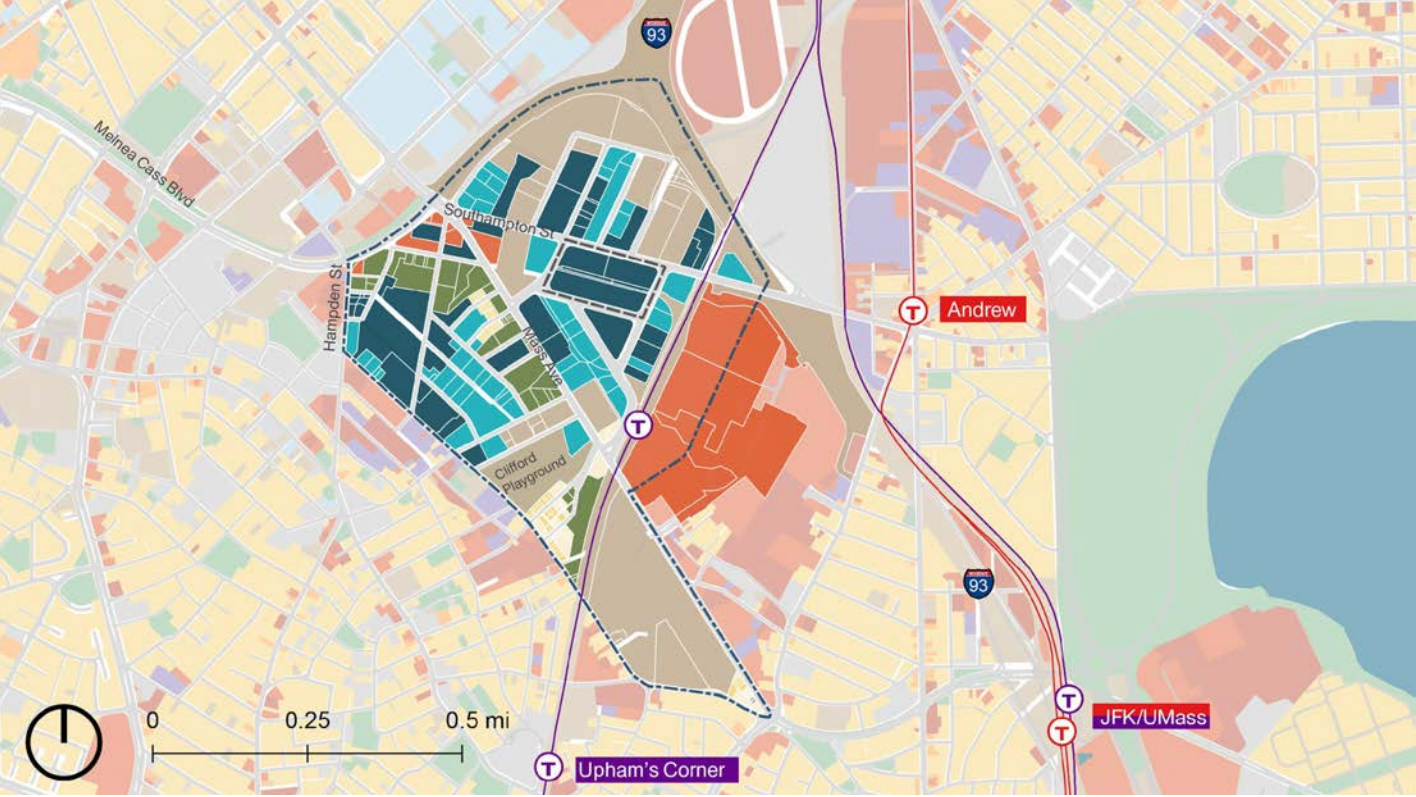 93
Melnea Cass Blvd
Southampton St
Hampden St
Mass Ave
T
Andrew
T
Clifford
Playground
93
0
0.25
0.5 mi
T
JFK/UMass
T
T
Upham's Corner